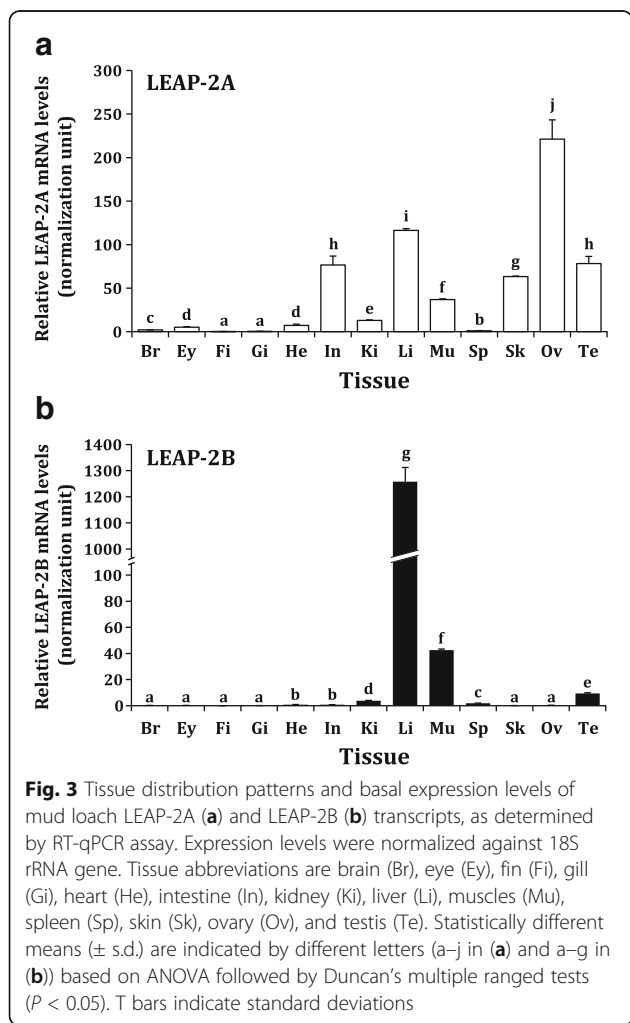 a
LEAP-2A
Relative LEAP-2A mRNA levels
(normalization unit)
300
250
200
150
100
50
0
c d a a d h e i f b g j h
Br Ey Fi Gi He In Ki Li Mu Sp Sk Ov Te
Tissue
b
LEAP-2B
Relative LEAP-2B mRNA levels
(normalization unit)
1400
1300
1200
1100
1000
100
80
60
40
20
0
a a a a b b d g f c a a e
Br Ey Fi Gi He In Ki Li Mu Sp Sk Ov Te
Tissue
Fig. 3 Tissue distribution patterns and basal expression levels of
mud loach LEAP-2A (a) and LEAP-2B (b) transcripts, as determined
by RT-qPCR assay. Expression levels were normalized against 18S
rRNA gene. Tissue abbreviations are brain (Br), eye (Ey), fin (Fi), gill
(Gi), heart (He), intestine (In), kidney (Ki), liver (Li), muscles (Mu),
spleen (Sp), skin (Sk), ovary (Ov), and testis (Te). Statistically different
means (± s.d.) are indicated by different letters (a–j in (a) and a–g in
(b)) based on ANOVA followed by Duncan's multiple ranged tests
(P < 0.05). T bars indicate standard deviations